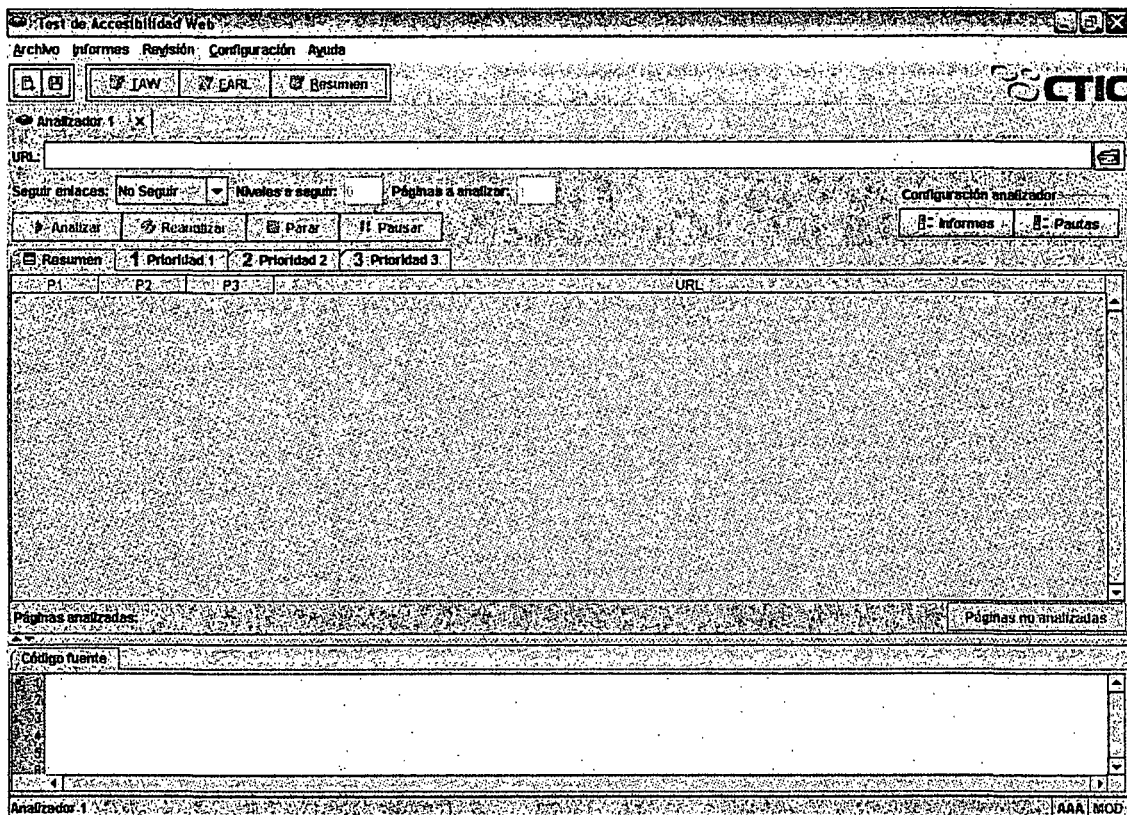 Test de Accesibilidad Web
Archivo Informes Revisión Configuración Ayuda
TAW EARL Resumen
CTIC
Analizador 1 x
URL:
Seguir enlaces: No Seguir Niveles a seguir: Páginas a analizar:
Configuración analizador
Analizar Reanalizar Parar Pausar Informes Pautas
Resumen 1 Prioridad 1 2 Prioridad 2 3 Prioridad 3
P1 P2 P3 URL
Páginas analizadas: Páginas no analizadas
Código fuente
Analizador 1 AAA MOD